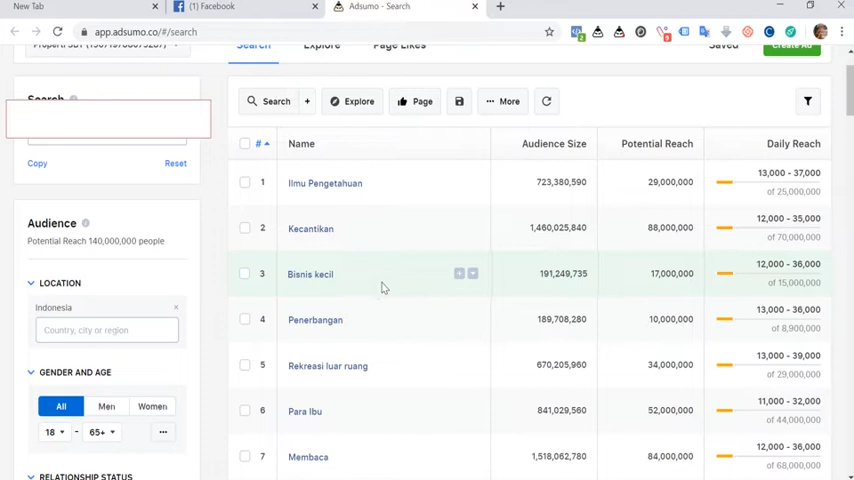 New Tab
(1) Facebook
Adsumo - Search
app.adsumo.co/#/search
Search
Explore
Page Likes
Saved
Create Ad
Search
Copy
Reset
Audience
Potential Reach 140,000,000 people
LOCATION
Indonesia
Country, city or region
GENDER AND AGE
All
Men
Women
18
-
65+
RELATIONSHIP STATUS
Search
+
Explore
Page
More
#
Name
Audience Size
Potential Reach
Daily Reach
1
Ilmu Pengetahuan
723,380,590
29,000,000
13,000 - 37,000
of 25,000,000
2
Kecantikan
1,460,025,840
88,000,000
12,000 - 35,000
of 70,000,000
3
Bisnis kecil
191,249,735
17,000,000
12,000 - 36,000
of 15,000,000
4
Penerbangan
189,708,280
10,000,000
13,000 - 36,000
of 8,900,000
5
Rekreasi luar ruang
670,205,960
34,000,000
13,000 - 39,000
of 29,000,000
6
Para Ibu
841,029,560
52,000,000
11,000 - 32,000
of 44,000,000
7
Membaca
1,518,062,780
84,000,000
12,000 - 36,000
of 68,000,000